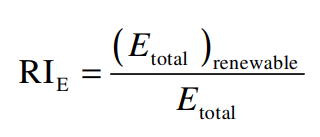 RI_E = (E_total)_renewable / E_total